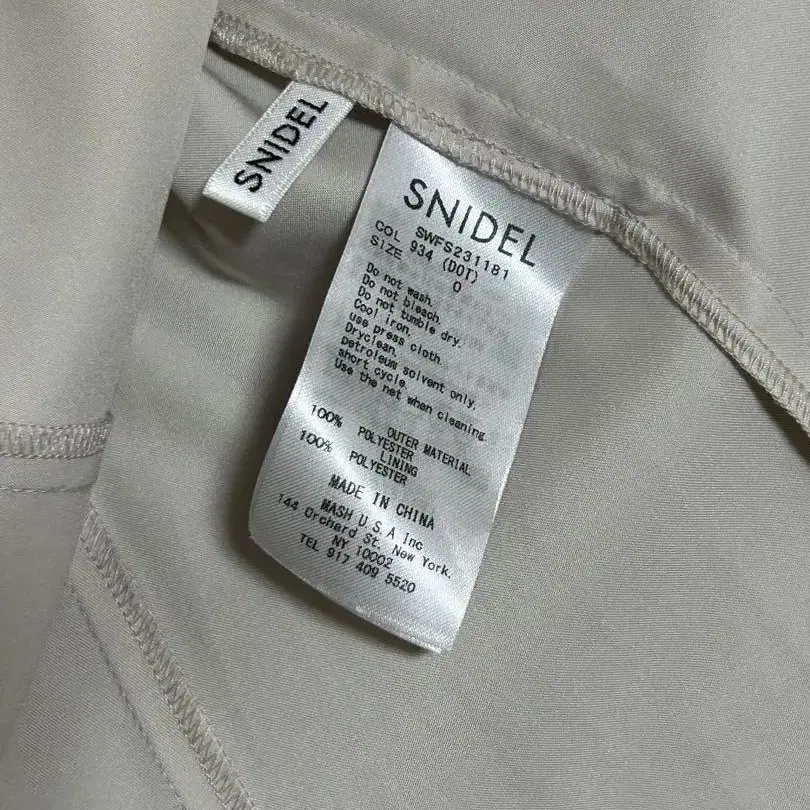 SNIDEL
SNIDEL
SWFS231181
COL 934 (DOT)
SIZE 0
Do not wash.
Do not bleach.
Do not tumble dry.
Cool iron.
use press cloth.
Dryclean.
petroleum solvent only.
short cycle.
Use the net when cleaning.
OUTER MATERIAL
100% POLYESTER
LINING
100% POLYESTER
MADE IN CHINA
MASH U.S.A Inc
144 Orchard St. New York.
NY 10002
TEL 917 409 5520